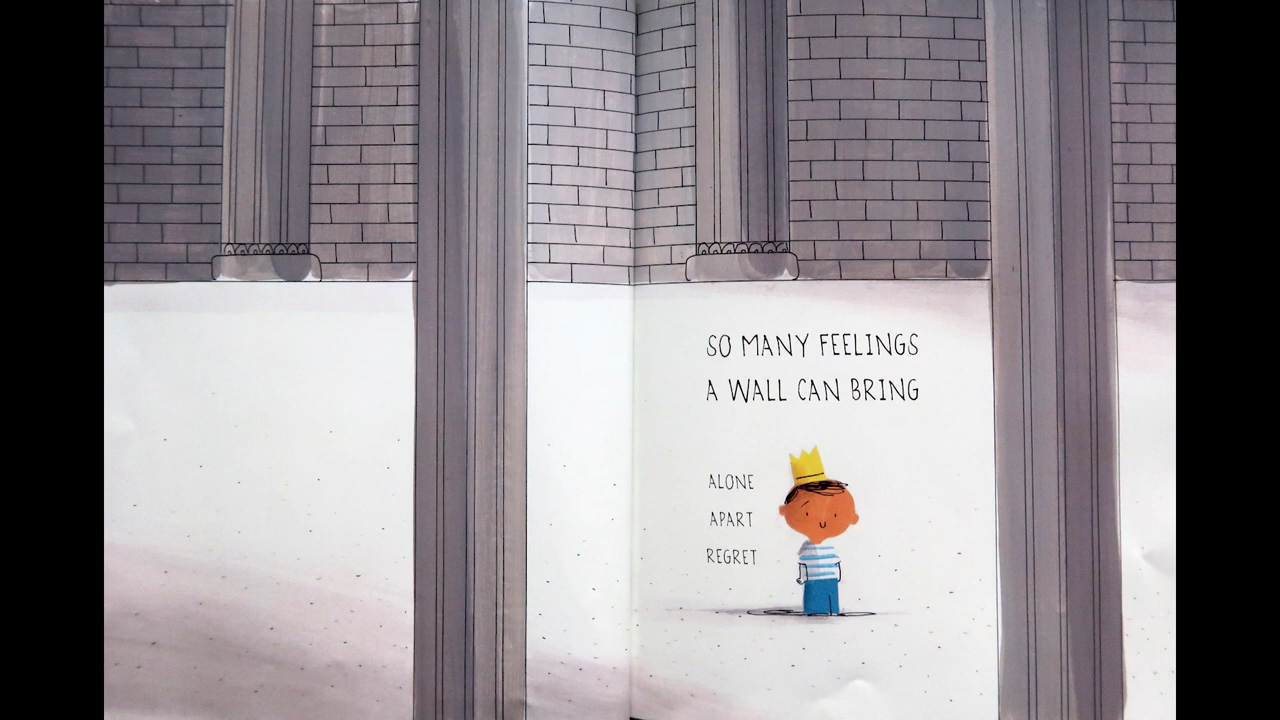 SO MANY FEELINGS
A WALL CAN BRING
ALONE
APART
REGRET